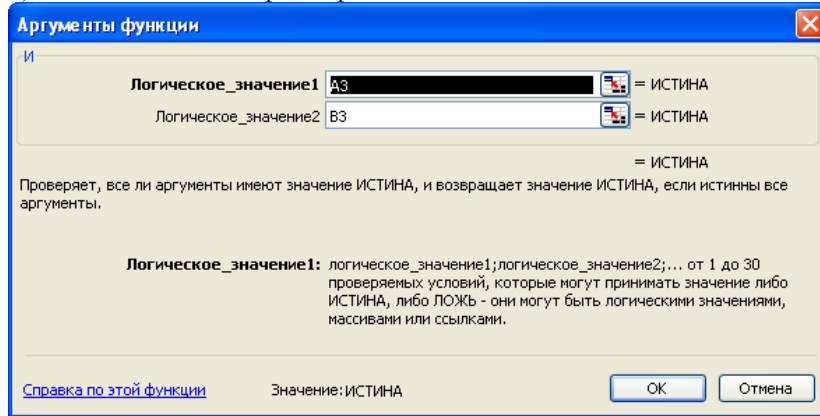 Аргументы функции
И
Логическое_значение1 A3 = ИСТИНА
Логическое_значение2 B3 = ИСТИНА
= ИСТИНА
Проверяет, все ли аргументы имеют значение ИСТИНА, и возвращает значение ИСТИНА, если истинны все
аргументы.
Логическое_значение1: логическое_значение1;логическое_значение2;... от 1 до 30
проверяемых условий, которые могут принимать значение либо
ИСТИНА, либо ЛОЖЬ - они могут быть логическими значениями,
массивами или ссылками.
Справка по этой функции Значение:ИСТИНА ОК Отмена